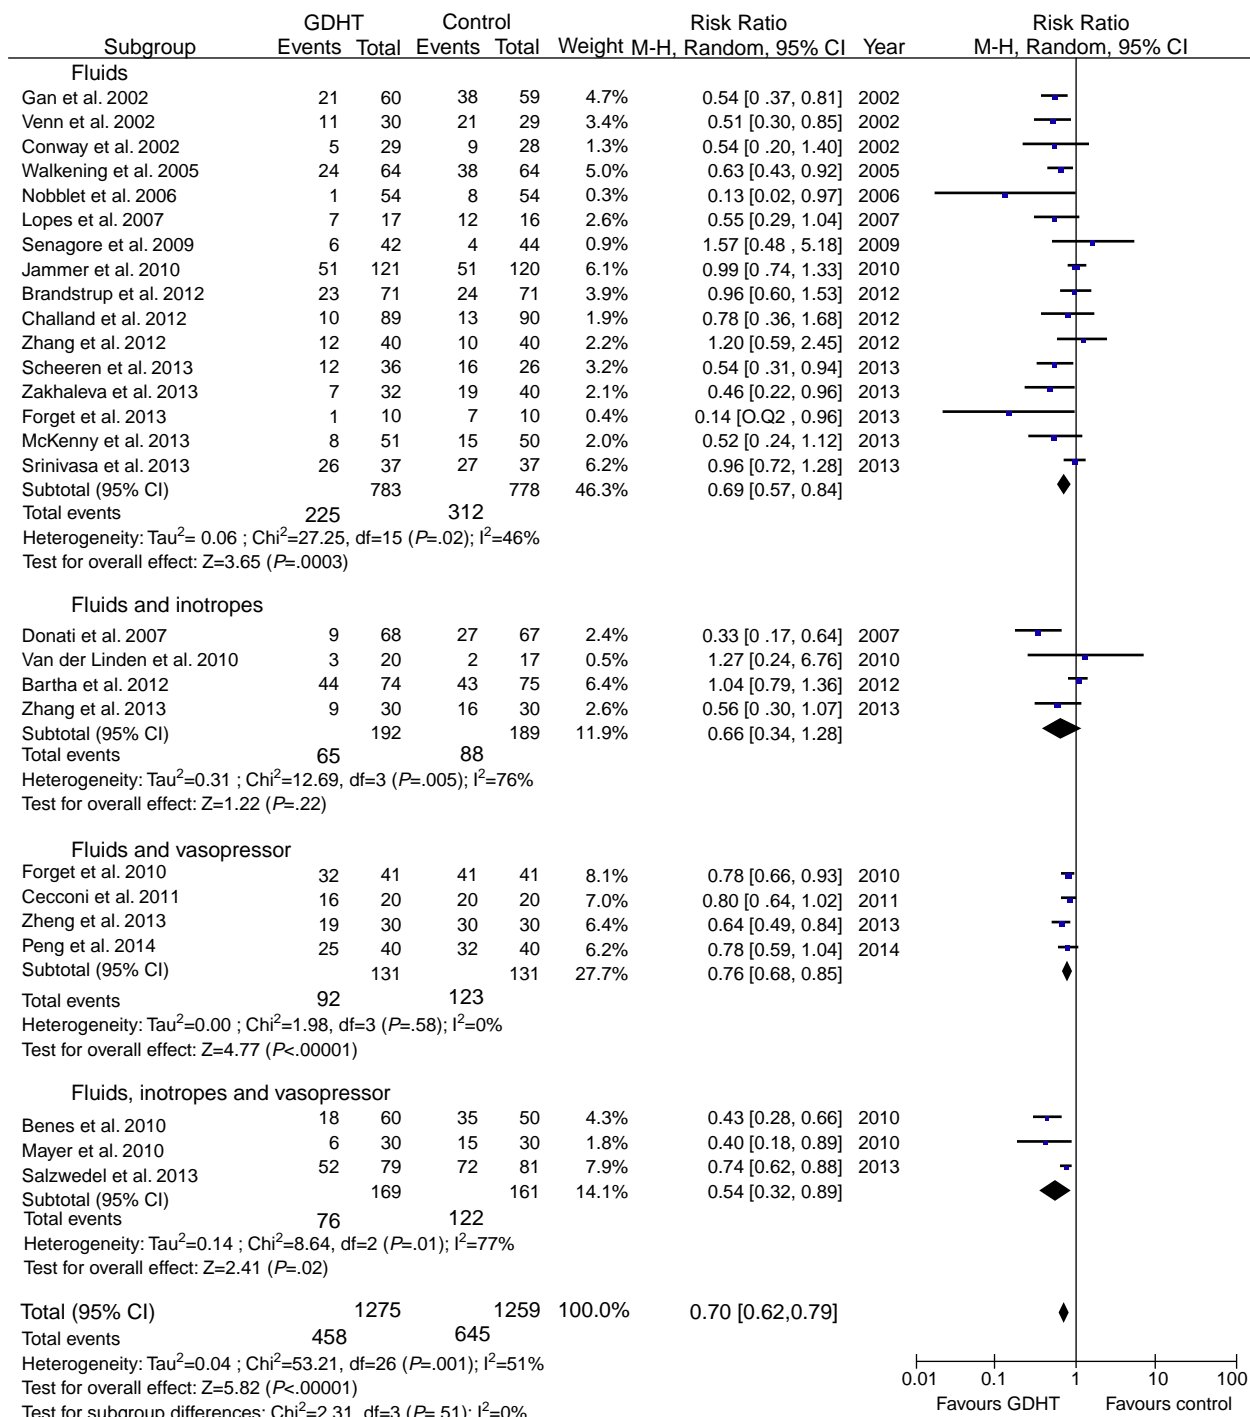 GDHT Control Risk Ratio Risk Ratio
Subgroup Events Total Events Total Weight M-H, Random, 95% CI Year M-H, Random, 95% CI
Fluids
Gan et al. 2002 21 60 38 59 4.7% 0.54 [0 .37, 0.81] 2002
Venn et al. 2002 11 30 21 29 3.4% 0.51 [0.30, 0.85] 2002
Conway et al. 2002 5 29 9 28 1.3% 0.54 [0 .20, 1.40] 2002
Walkening et al. 2005 24 64 38 64 5.0% 0.63 [0.43, 0.92] 2005
Nobblet et al. 2006 1 54 8 54 0.3% 0.13 [0.02, 0.97] 2006
Lopes et al. 2007 7 17 12 16 2.6% 0.55 [0.29, 1.04] 2007
Senagore et al. 2009 6 42 4 44 0.9% 1.57 [0.48 , 5.18] 2009
Jammer et al. 2010 51 121 51 120 6.1% 0.99 [0.74, 1.33] 2010
Brandstrup et al. 2012 23 71 24 71 3.9% 0.96 [0.60, 1.53] 2012
Challand et al. 2012 10 89 13 90 1.9% 0.78 [0 .36, 1.68] 2012
Zhang et al. 2012 12 40 10 40 2.2% 1.20 [0.59, 2.45] 2012
Scheeren et al. 2013 12 36 16 26 3.2% 0.54 [0 .31, 0.94] 2013
Zakhaleva et al. 2013 7 32 19 40 2.1% 0.46 [0.22, 0.96] 2013
Forget et al. 2013 1 10 7 10 0.4% 0.14 [O.Q2 , 0.96] 2013
McKenny et al. 2013 8 51 15 50 2.0% 0.52 [0 .24, 1.12] 2013
Srinivasa et al. 2013 26 37 27 37 6.2% 0.96 [0.72, 1.28] 2013
Subtotal (95% CI) 783 778 46.3% 0.69 [0.57, 0.84]
Total events 225 312
Heterogeneity: Tau²= 0.06 ; Chi²=27.25, df=15 (P=.02); I²=46%
Test for overall effect: Z=3.65 (P=.0003)
Fluids and inotropes
Donati et al. 2007 9 68 27 67 2.4% 0.33 [0 .17, 0.64] 2007
Van der Linden et al. 2010 3 20 2 17 0.5% 1.27 [0.24, 6.76] 2010
Bartha et al. 2012 44 74 43 75 6.4% 1.04 [0.79, 1.36] 2012
Zhang et al. 2013 9 30 16 30 2.6% 0.56 [0 .30, 1.07] 2013
Subtotal (95% CI) 192 189 11.9% 0.66 [0.34, 1.28]
Total events 65 88
Heterogeneity: Tau²=0.31 ; Chi²=12.69, df=3 (P=.005); I²=76%
Test for overall effect: Z=1.22 (P=.22)
Fluids and vasopressor
Forget et al. 2010 32 41 41 41 8.1% 0.78 [0.66, 0.93] 2010
Cecconi et al. 2011 16 20 20 20 7.0% 0.80 [0 .64, 1.02] 2011
Zheng et al. 2013 19 30 30 30 6.4% 0.64 [0.49, 0.84] 2013
Peng et al. 2014 25 40 32 40 6.2% 0.78 [0.59, 1.04] 2014
Subtotal (95% CI) 131 131 27.7% 0.76 [0.68, 0.85]
Total events 92 123
Heterogeneity: Tau²=0.00 ; Chi²=1.98, df=3 (P=.58); I²=0%
Test for overall effect: Z=4.77 (P<.00001)
Fluids, inotropes and vasopressor
Benes et al. 2010 18 60 35 50 4.3% 0.43 [0.28, 0.66] 2010
Mayer et al. 2010 6 30 15 30 1.8% 0.40 [0.18, 0.89] 2010
Salzwedel et al. 2013 52 79 72 81 7.9% 0.74 [0.62, 0.88] 2013
Subtotal (95% CI) 169 161 14.1% 0.54 [0.32, 0.89]
Total events 76 122
Heterogeneity: Tau²=0.14 ; Chi²=8.64, df=2 (P=.01); I²=77%
Test for overall effect: Z=2.41 (P=.02)
Total (95% CI) 1275 1259 100.0% 0.70 [0.62,0.79]
Total events 458 645
Heterogeneity: Tau²=0.04 ; Chi²=53.21, df=26 (P=.001); I²=51%
Test for overall effect: Z=5.82 (P<.00001)
Test for subgroup differences: Chi²=2.31, df=3 (P=.51); I²=0%
0.01 0.1 1 10 100
Favours GDHT Favours control